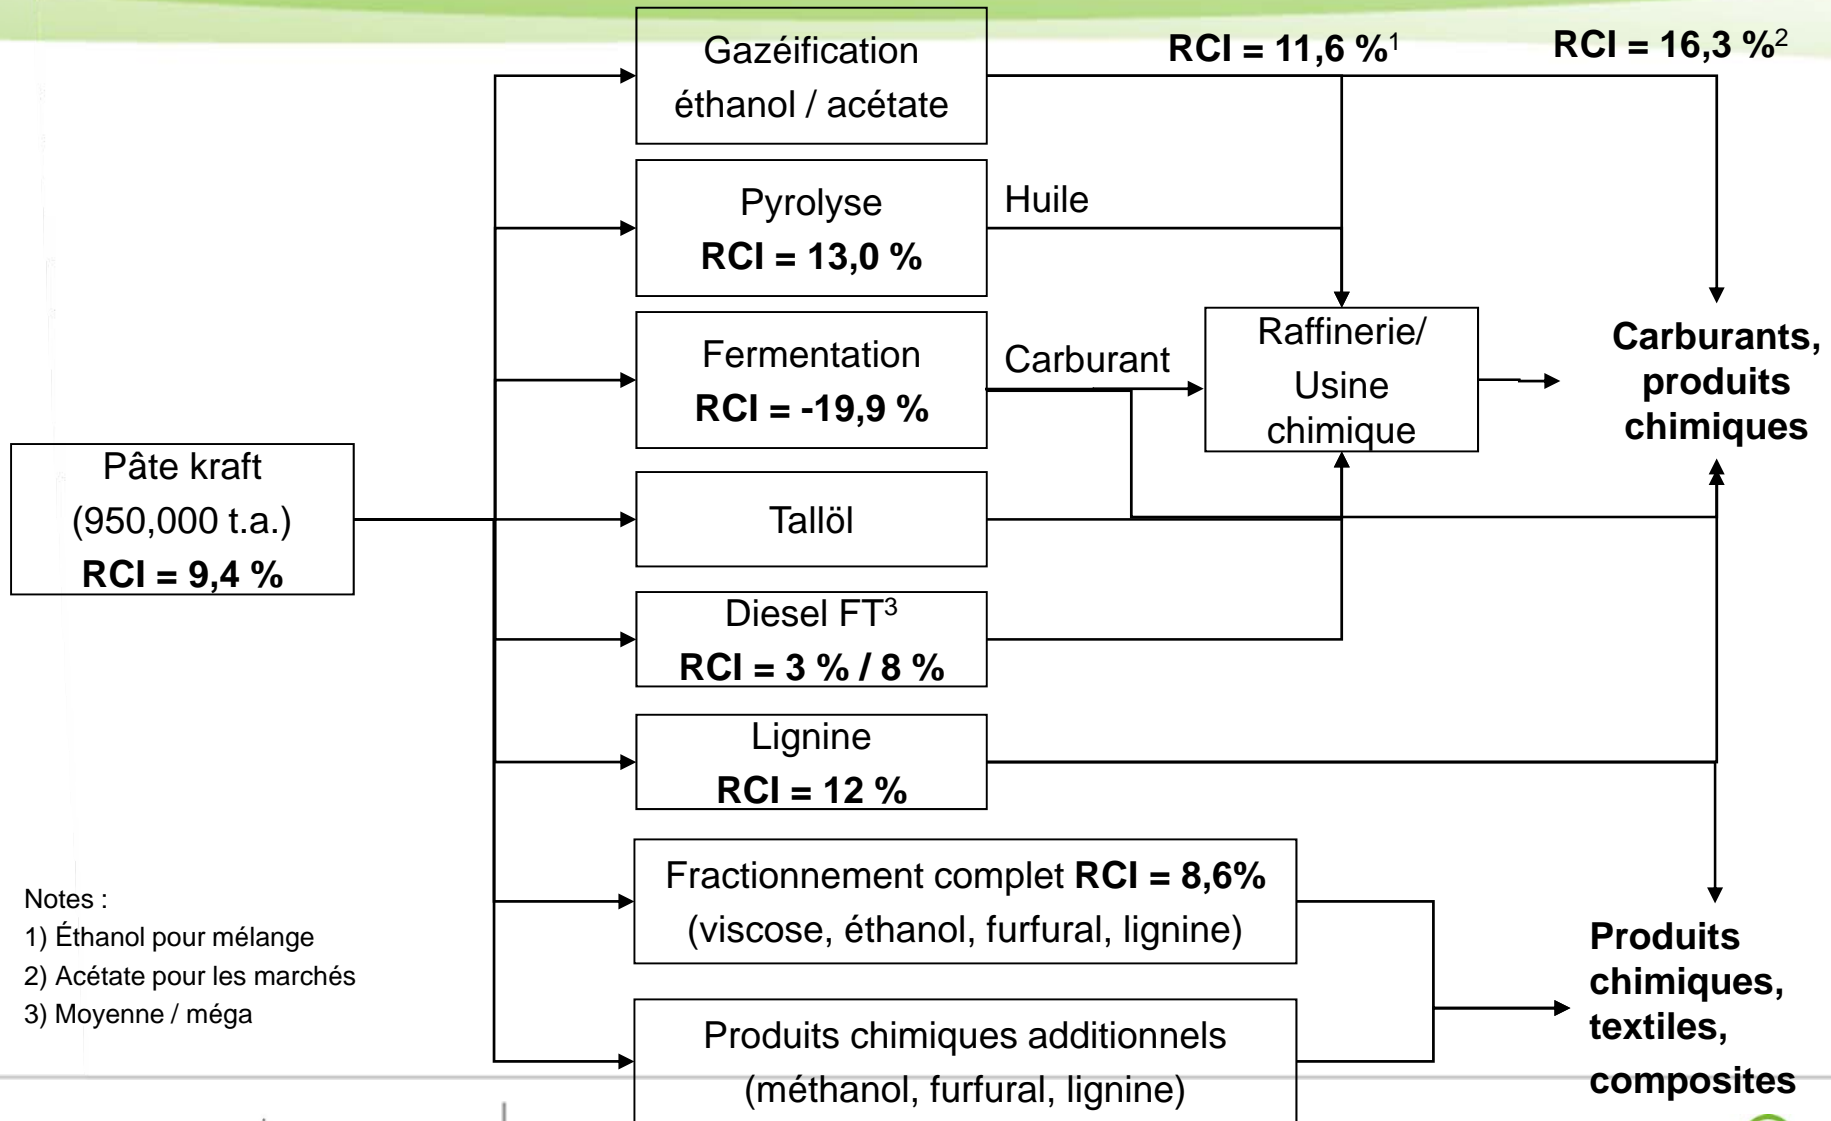 Gazéification
éthanol / acétate
RCI = 11,6 %¹
RCI = 16,3 %²
Pyrolyse
RCI = 13,0 %
Huile
Fermentation
RCI = -19,9 %
Carburant
Raffinerie/
Usine
chimique
Carburants,
produits
chimiques
Pâte kraft
(950,000 t.a.)
RCI = 9,4 %
Tallöl
Diesel FT³
RCI = 3 % / 8 %
Lignine
RCI = 12 %
Fractionnement complet RCI = 8,6%
(viscose, éthanol, furfural, lignine)
Produits chimiques additionnels
(méthanol, furfural, lignine)
Produits
chimiques,
textiles,
composites
Notes :
1) Éthanol pour mélange
2) Acétate pour les marchés
3) Moyenne / méga